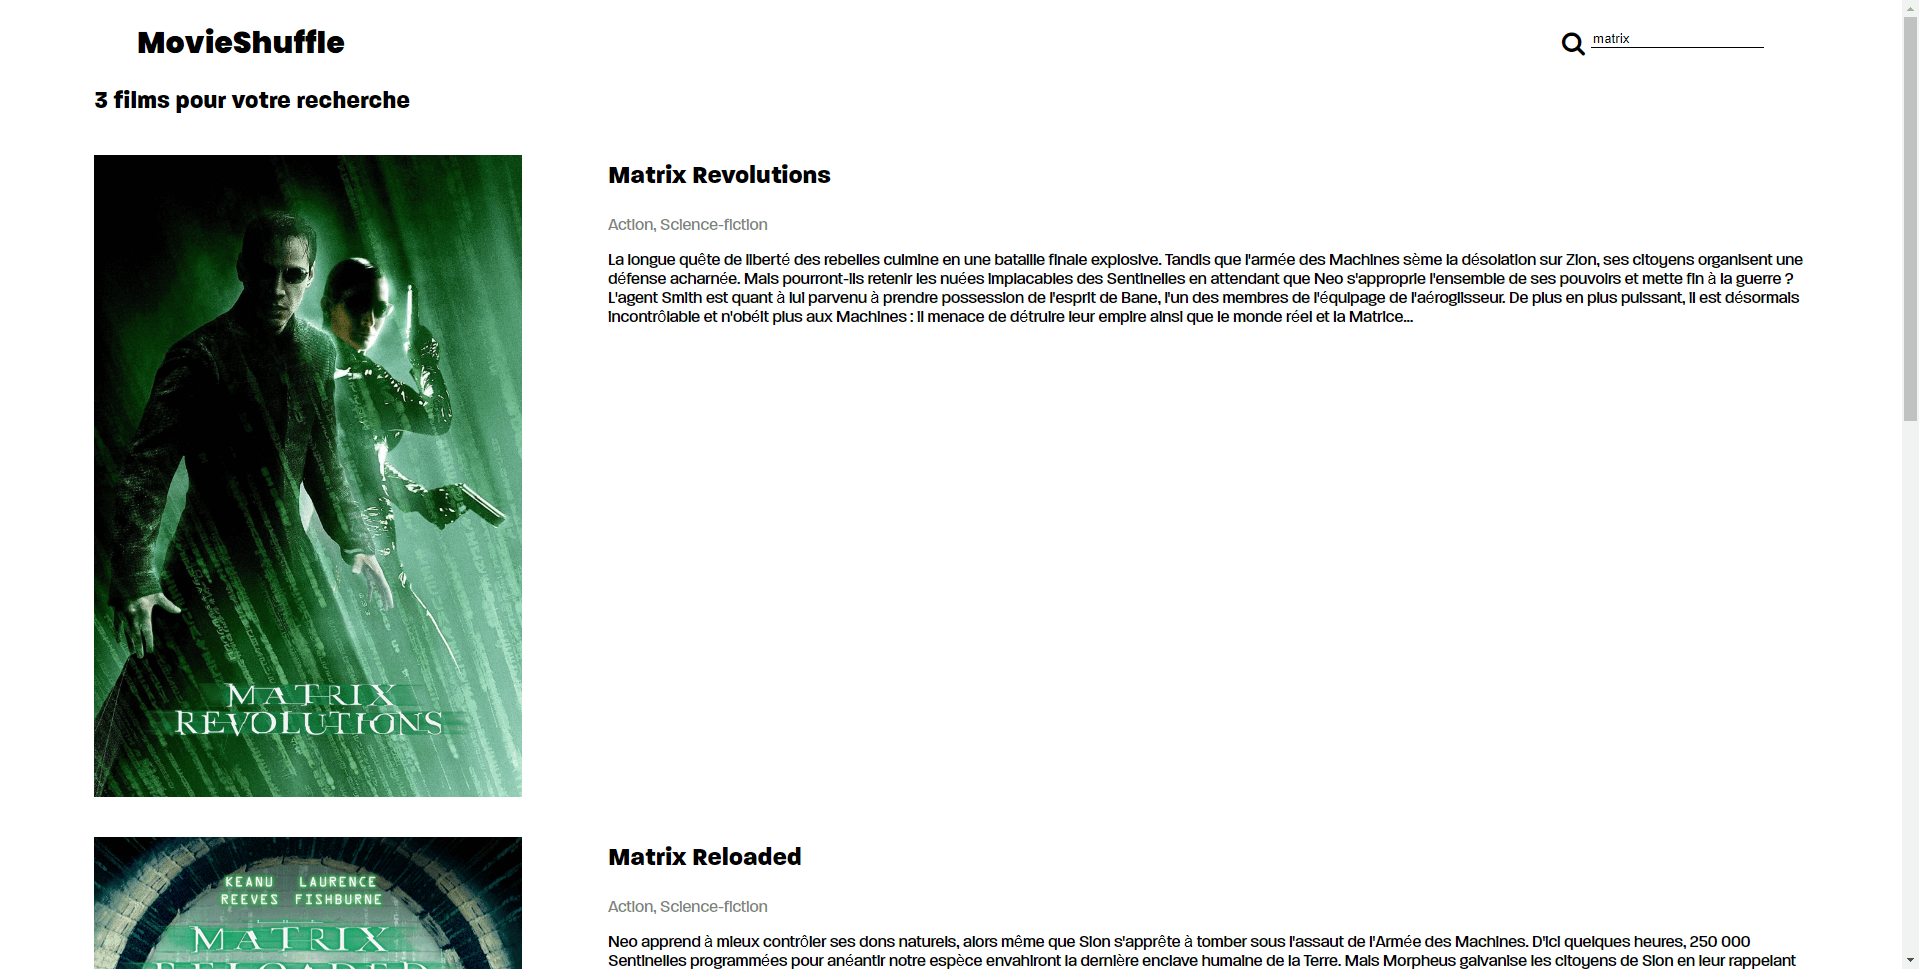 MovieShuffle
matrix
3 films pour votre recherche
MATRIX
REVOLUTIONS
Matrix Revolutions
Action, Science-fiction
La longue quête de liberté des rebelles culmine en une bataille finale explosive. Tandis que l'armée des Machines sème la désolation sur Zion, ses citoyens organisent une
défense acharnée. Mais pourront-ils retenir les nuées implacables des Sentinelles en attendant que Neo s'approprie l'ensemble de ses pouvoirs et mette fin à la guerre ?
L'agent Smith est quant à lui parvenu à prendre possession de l'esprit de Bane, l'un des membres de l'équipage de l'aéroglisseur. De plus en plus puissant, il est désormais
incontrôlable et n'obéit plus aux Machines : il menace de détruire leur empire ainsi que le monde réel et la Matrice...
KEANU LAURENCE
REEVES FISHBURNE
MATRIX
RELOADED
Matrix Reloaded
Action, Science-fiction
Neo apprend à mieux contrôler ses dons naturels, alors même que Sion s'apprête à tomber sous l'assaut de l'Armée des Machines. D'ici quelques heures, 250 000
Sentinelles programmées pour anéantir notre espèce envahiront la dernière enclave humaine de la Terre. Mais Morpheus galvanise les citoyens de Sion en leur rappelant